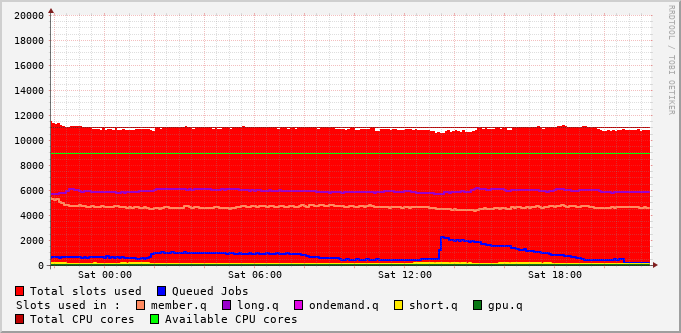 RRDTOOL / TOBI OETIKER
20000
18000
16000
14000
12000
10000
8000
6000
4000
2000
0
Sat 00:00 Sat 06:00 Sat 12:00 Sat 18:00
Total slots used Queued Jobs
Slots used in : member.q long.q ondemand.q short.q gpu.q
Total CPU cores Available CPU cores